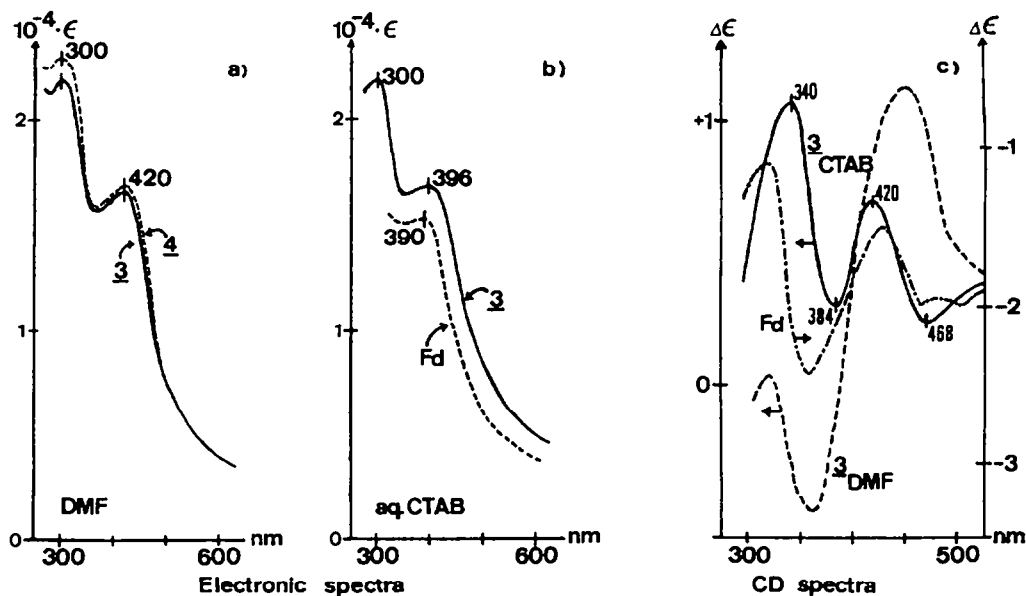 10⁻⁴·ϵ
300
a)
2
420
3
4
1
DMF
0
300
600
nm
10⁻⁴·ϵ
300
b)
2
396
390
3
1
Fd
aq.CTAB
0
300
600
nm
Electronic spectra
Δϵ
Δϵ
c)
340
+1
-1
3 CTAB
420
Fd
384
-2
468
0
3 DMF
-3
300
500
nm
CD spectra